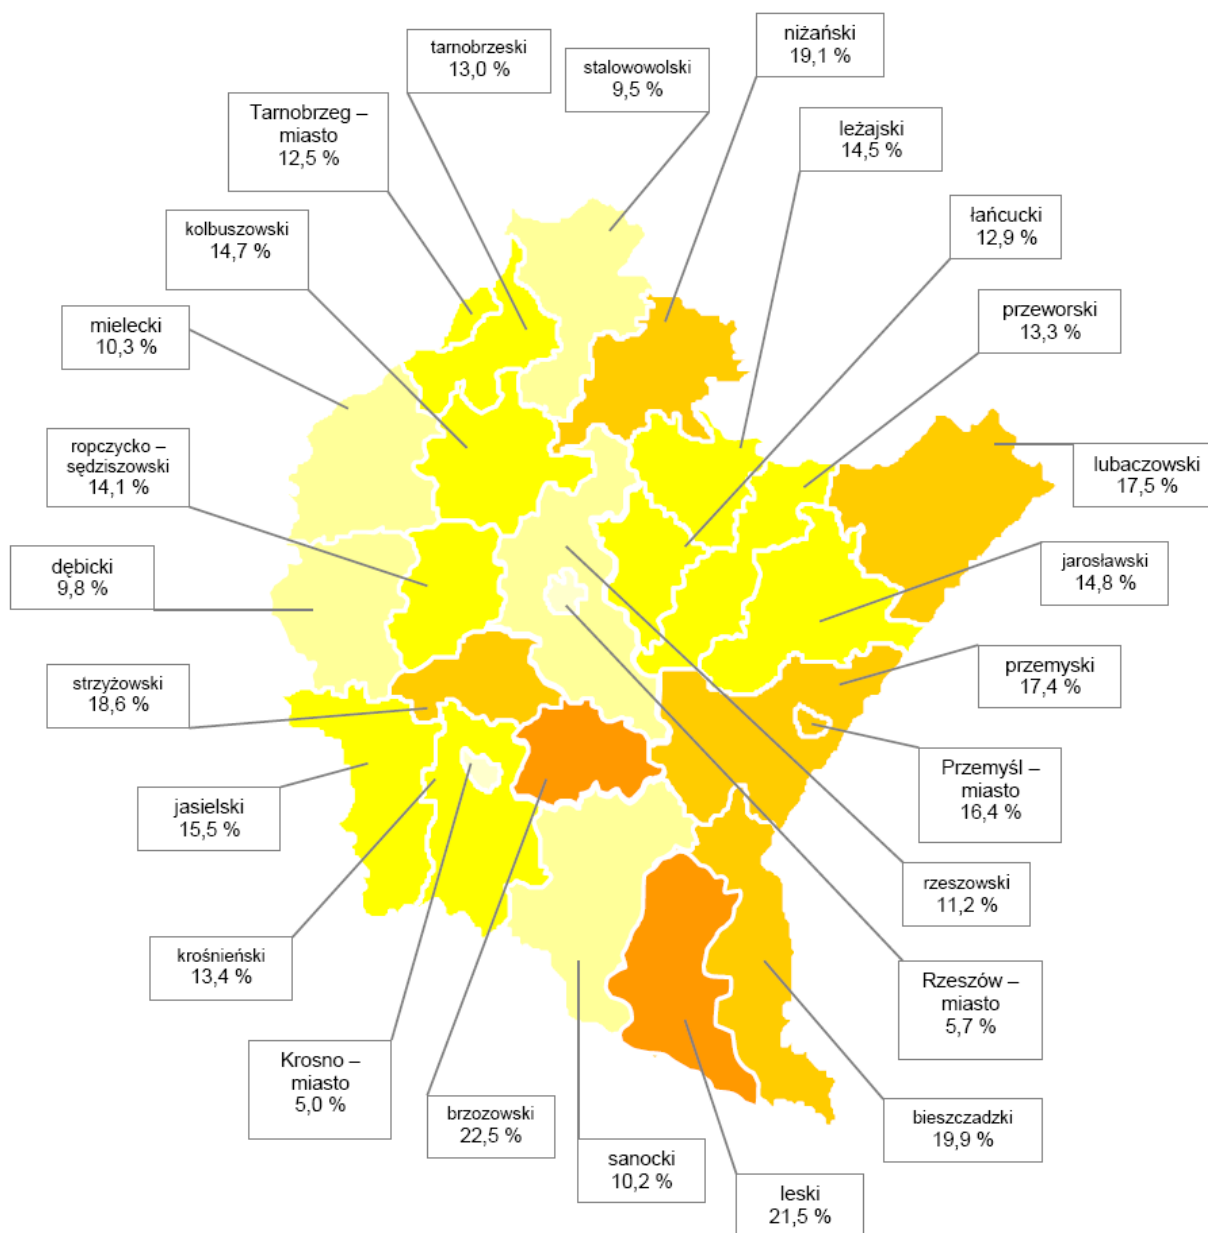 niżański
19,1 %
tarnobrzeski
13,0 %
stalowowolski
9,5 %
Tarnobrzeg –
miasto
12,5 %
leżajski
14,5 %
łańcucki
12,9 %
kolbuszowski
14,7 %
przeworski
13,3 %
mielecki
10,3 %
ropczycko –
sędziszowski
14,1 %
lubaczowski
17,5 %
dębicki
9,8 %
jarosławski
14,8 %
strzyżowski
18,6 %
przemyski
17,4 %
Przemyśl –
miasto
16,4 %
jasielski
15,5 %
rzeszowski
11,2 %
krośnieński
13,4 %
Rzeszów –
miasto
5,7 %
Krosno –
miasto
5,0 %
brzozowski
22,5 %
bieszczadzki
19,9 %
sanocki
10,2 %
leski
21,5 %